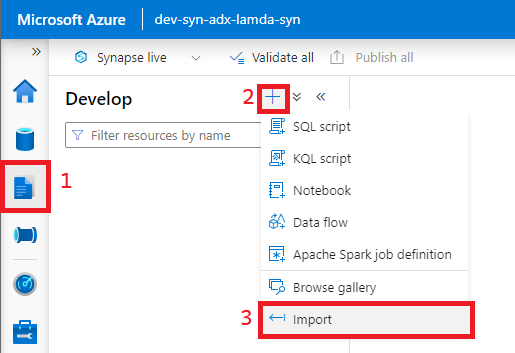 Microsoft Azure dev-syn-adx-lamda-syn
» Synapse live Validate all Publish all
Develop 2
Filter resources by name
1
SQL script
KQL script
Notebook
Data flow
Apache Spark job definition
Browse gallery
3 Import